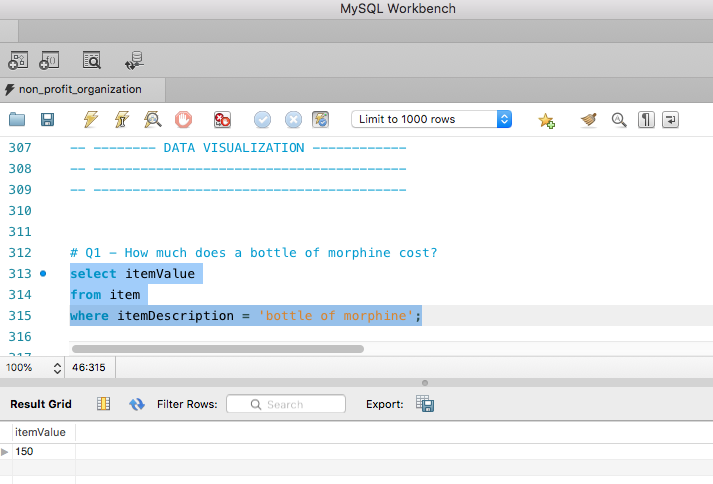 MySQL Workbench
non_profit_organization
Limit to 1000 rows
307 -- -------- DATA VISUALIZATION ------------
308 -- ----------------------------------------
309 -- ----------------------------------------
310
311
312 # Q1 - How much does a bottle of morphine cost?
313 select itemValue
314 from item
315 where itemDescription = 'bottle of morphine';
316
317
100% 46:315
Result Grid Filter Rows: Search Export:
itemValue
150